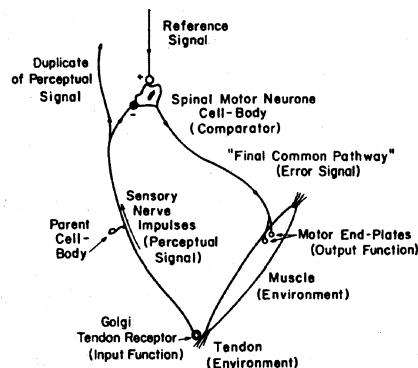 Reference
Signal
Duplicate
of Perceptual
Signal
+
-
Spinal Motor Neurone
Cell-Body
(Comparator)
"Final Common Pathway"
(Error Signal)
Sensory
Nerve
Impulses
(Perceptual
Signal)
Parent
Cell-
Body
Motor End-Plates
(Output Function)
Muscle
(Environment)
Golgi
Tendon Receptor
(Input Function)
Tendon
(Environment)